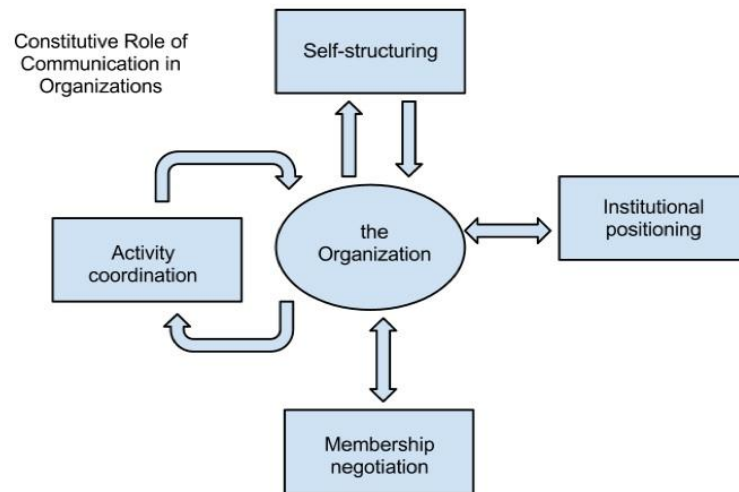 Constitutive Role of
Communication in
Organizations
Self-structuring
Activity
coordination
the
Organization
Institutional
positioning
Membership
negotiation